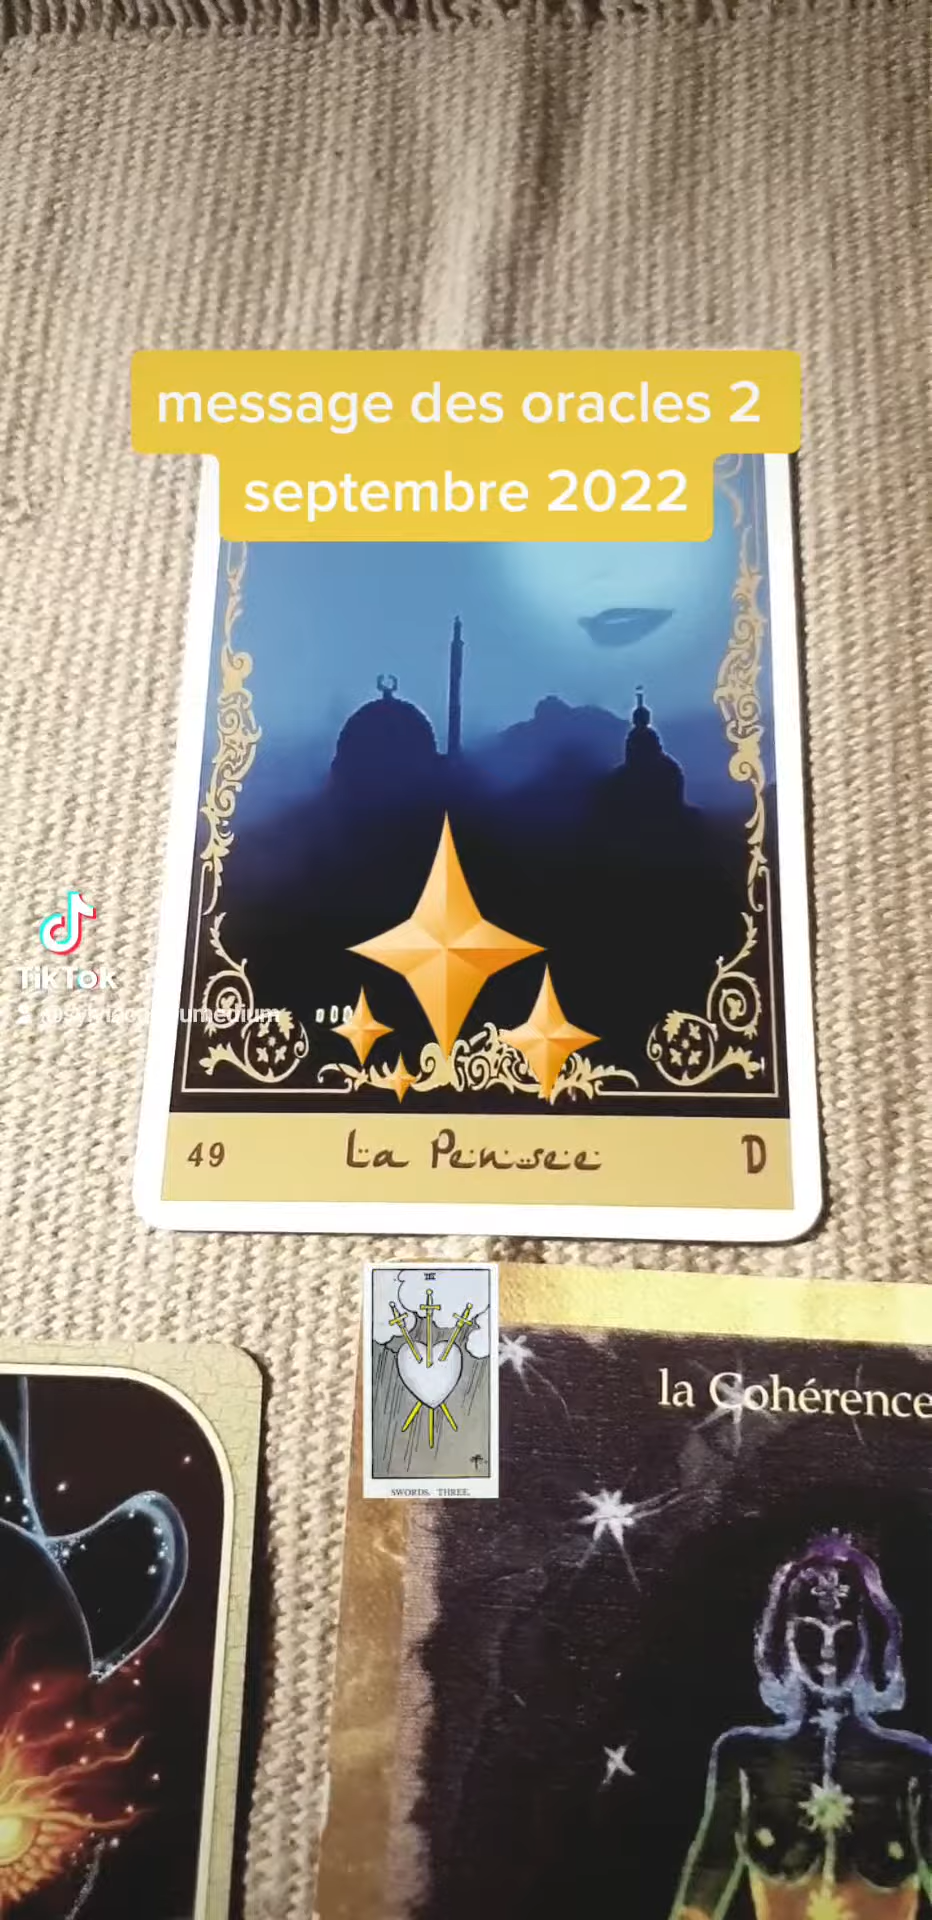 message des oracles 2
septembre 2022
TikTok
49 La Pensee D
III
SWORDS. THREE.
la Cohérence